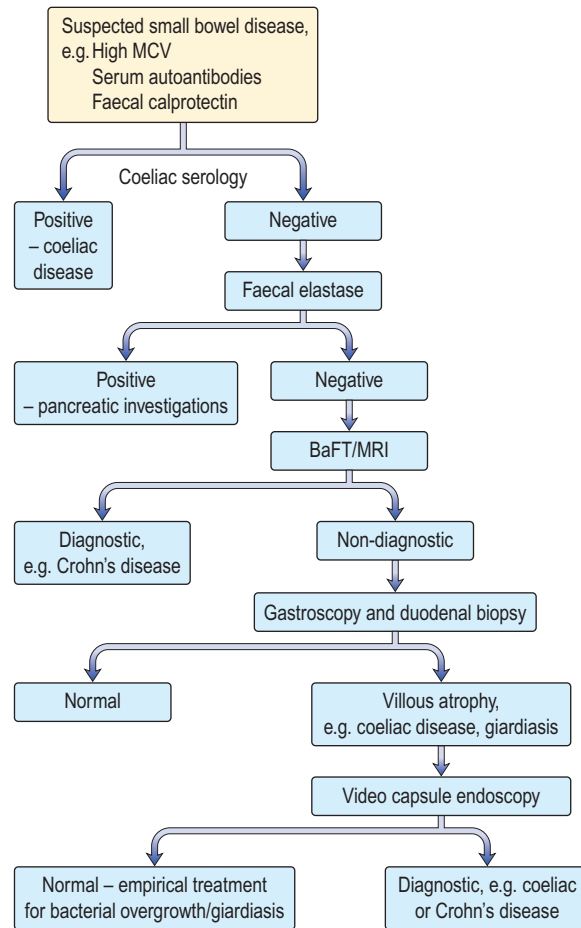 Suspected small bowel disease,
e.g. High MCV
Serum autoantibodies
Faecal calprotectin
Coeliac serology
Positive
– coeliac
disease
Negative
Faecal elastase
Positive
– pancreatic investigations
Negative
BaFT/MRI
Diagnostic,
e.g. Crohn's disease
Non-diagnostic
Gastroscopy and duodenal biopsy
Normal
Villous atrophy,
e.g. coeliac disease, giardiasis
Video capsule endoscopy
Normal – empirical treatment
for bacterial overgrowth/giardiasis
Diagnostic, e.g. coeliac
or Crohn's disease